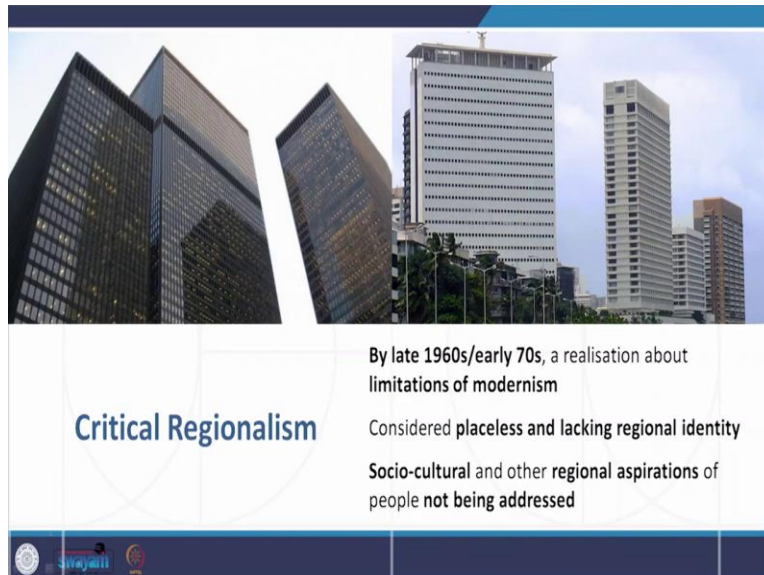 Critical Regionalism
By late 1960s/early 70s, a realisation about
limitations of modernism
Considered placeless and lacking regional identity
Socio-cultural and other regional aspirations of
people not being addressed
swayam